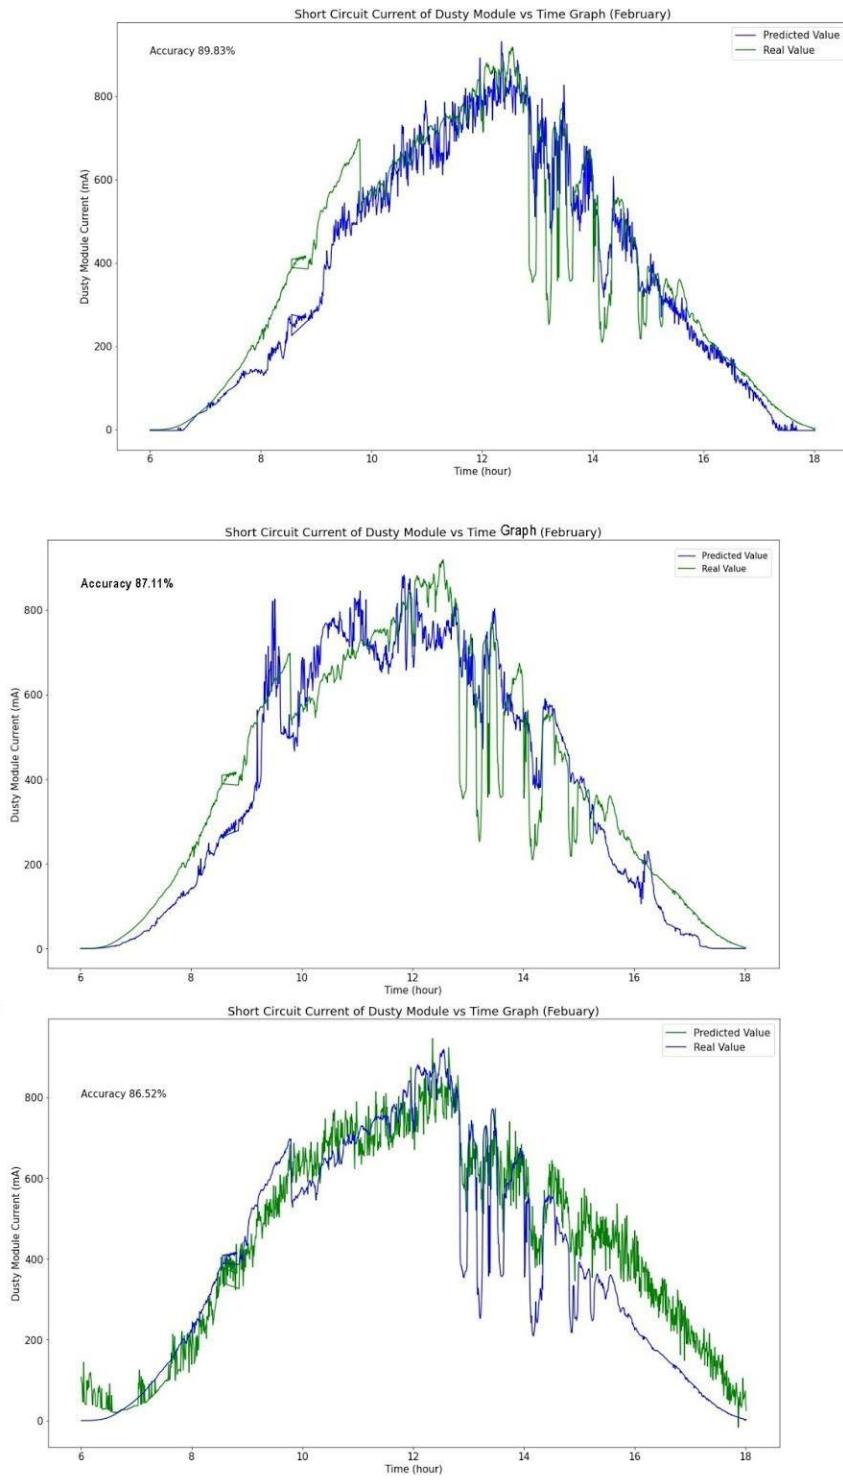 Short Circuit Current of Dusty Module vs Time Graph (February)
Accuracy 89.83%
Predicted Value
Real Value
Dusty Module Current (mA)
800
600
400
200
0
6 8 10 12 14 16 18
Time (hour)
Short Circuit Current of Dusty Module vs Time Graph (February)
Accuracy 87.11%
Predicted Value
Real Value
Dusty Module Current (mA)
800
600
400
200
0
6 8 10 12 14 16 18
Time (hour)
Short Circuit Current of Dusty Module vs Time Graph (Febuary)
Accuracy 86.52%
Predicted Value
Real Value
Dusty Module Current (mA)
800
600
400
200
0
6 8 10 12 14 16 18
Time (hour)